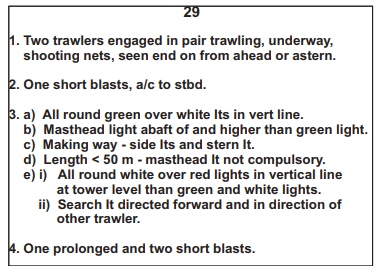 29
1. Two trawlers engaged in pair trawling, underway,
shooting nets, seen end on from ahead or astern.
2. One short blasts, a/c to stbd.
3. a) All round green over white lts in vert line.
b) Masthead light abaft of and higher than green light.
c) Making way - side lts and stern lt.
d) Length < 50 m - masthead lt not compulsory.
e) i) All round white over red lights in vertical line
at tower level than green and white lights.
ii) Search lt directed forward and in direction of
other trawler.
4. One prolonged and two short blasts.